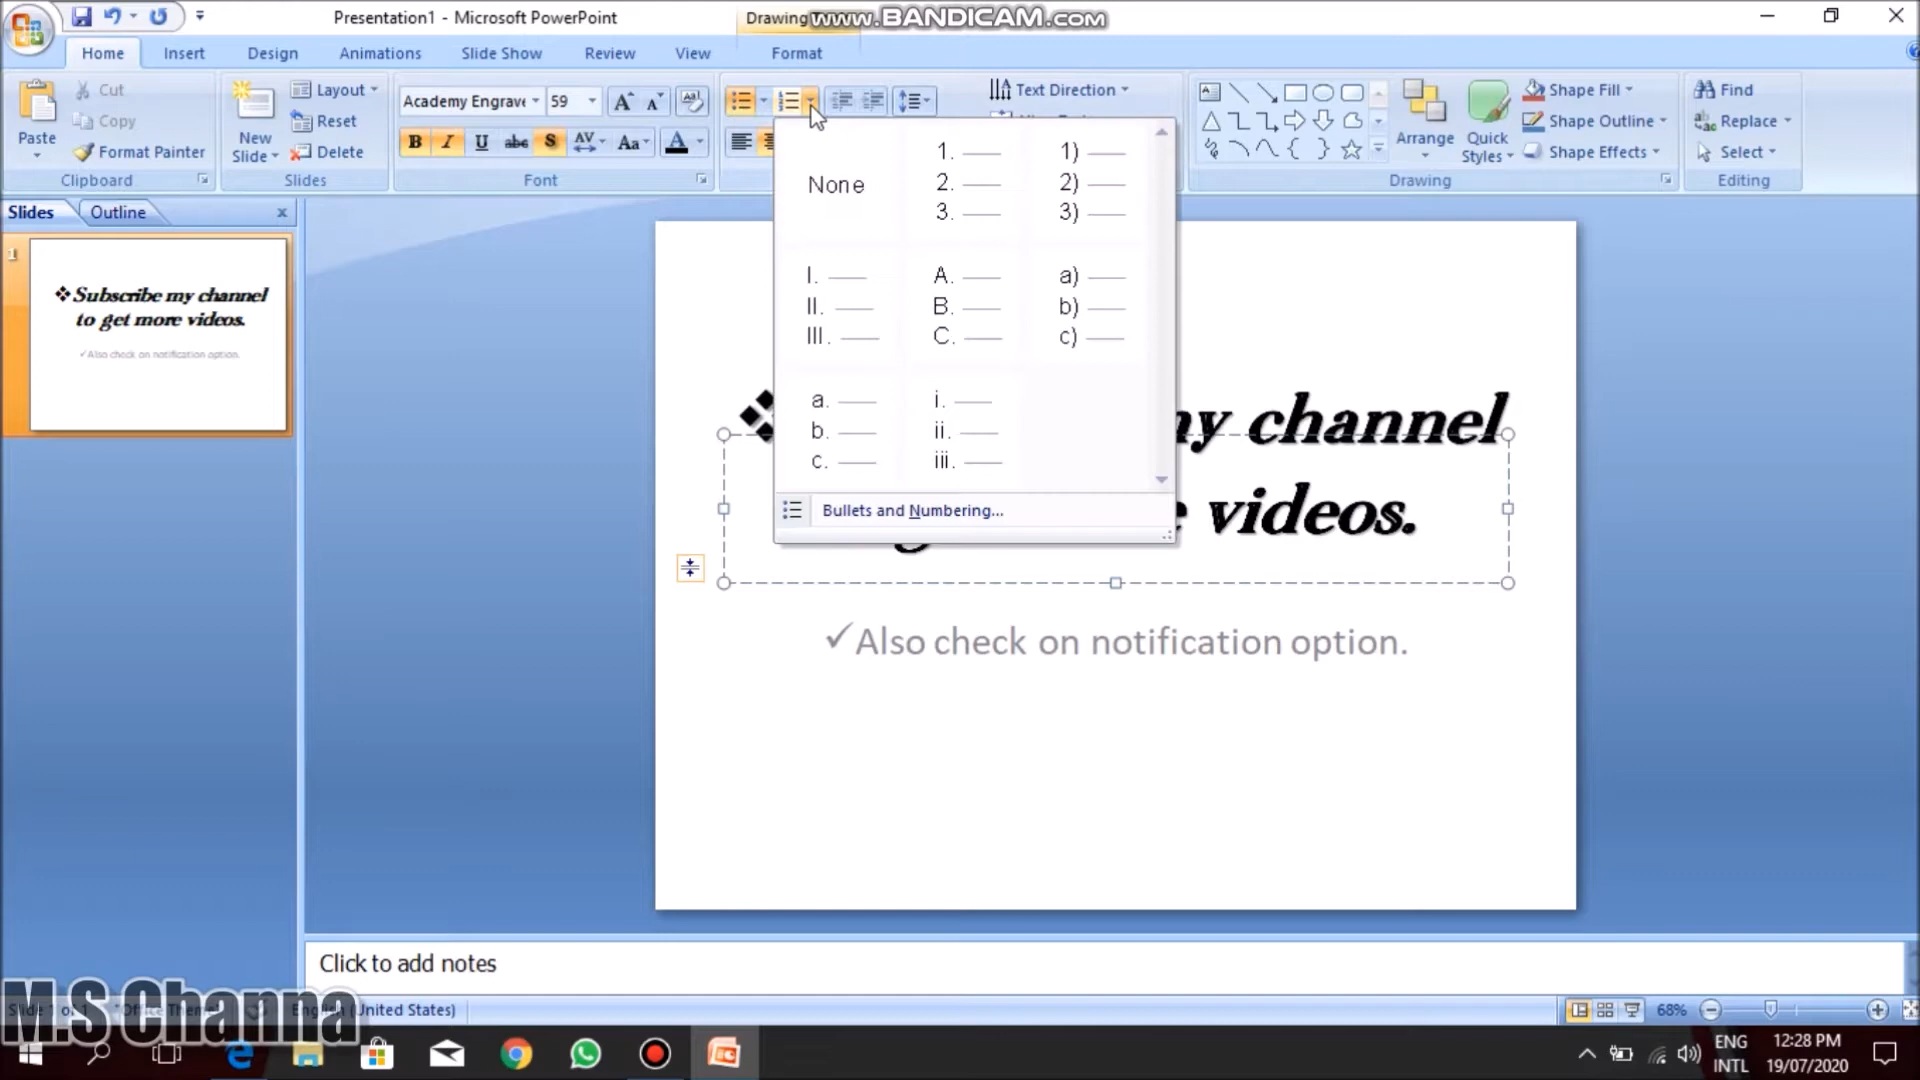 Presentation1 - Microsoft PowerPoint
Drawing
www.BANDICAM.com
Home
Insert
Design
Animations
Slide Show
Review
View
Format
Paste
Cut
Copy
Format Painter
Clipboard
New
Slide
Layout
Reset
Delete
Slides
Academy Engrave
59
B I U abc S AV Aa A
Font
Text Direction
Arrange
Quick
Styles
Shape Fill
Shape Outline
Shape Effects
Drawing
Find
Replace
Select
Editing
Slides
Outline
1
❖Subscribe my channel
to get more videos.
✓Also check on notification option.
None
1.
2.
3.
1)
2)
3)
I.
II.
III.
A.
B.
C.
a)
b)
c)
a.
b.
c.
i.
ii.
iii.
Bullets and Numbering...
my channel
videos.
✓Also check on notification option.
Click to add notes
M.S Channa
(United States)
68%
ENG
INTL
12:28 PM
19/07/2020